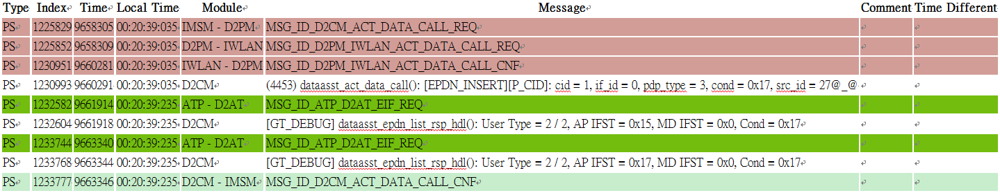 Type Index Time Local Time Module Message Comment Time Different
PS 1225829 9658305 00:20:39:035 IMSM - D2PM MSG_ID_D2CM_ACT_DATA_CALL_REQ
PS 1225852 9658309 00:20:39:035 D2PM - IWLAN MSG_ID_D2PM_IWLAN_ACT_DATA_CALL_REQ
PS 1230951 9660281 00:20:39:035 IWLAN - D2PM MSG_ID_D2PM_IWLAN_ACT_DATA_CALL_CNF
PS 1230993 9660291 00:20:39:035 D2CM (4453) dataasst_act_data_call(): [EPDN_INSERT][P_CID]: cid = 1, if_id = 0, pdp_type = 3, cond = 0x17, src_id = 27@_@
PS 1232582 9661914 00:20:39:235 ATP - D2AT MSG_ID_ATP_D2AT_EIF_REQ
PS 1232604 9661918 00:20:39:235 D2CM [GT_DEBUG] dataasst_epdn_list_rsp_hdl(): User Type = 2 / 2, AP IFST = 0x15, MD IFST = 0x0, Cond = 0x17
PS 1233744 9663340 00:20:39:235 ATP - D2AT MSG_ID_ATP_D2AT_EIF_REQ
PS 1233768 9663344 00:20:39:235 D2CM [GT_DEBUG] dataasst_epdn_list_rsp_hdl(): User Type = 2 / 2, AP IFST = 0x17, MD IFST = 0x0, Cond = 0x17
PS 1233777 9663346 00:20:39:235 D2CM - IMSM MSG_ID_D2CM_ACT_DATA_CALL_CNF